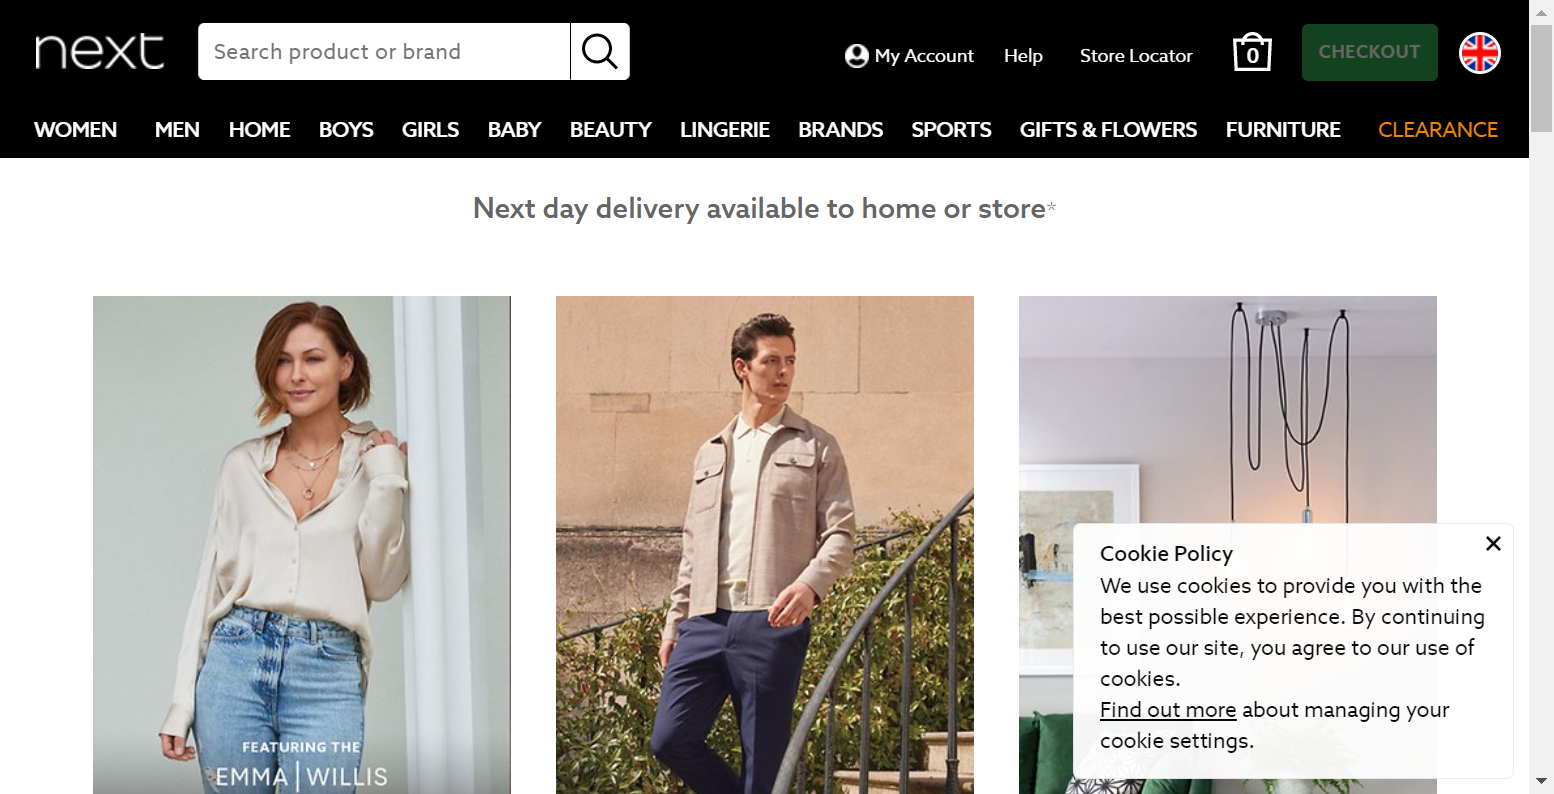 next
Search product or brand
My Account
Help
Store Locator
0
CHECKOUT
WOMEN
MEN
HOME
BOYS
GIRLS
BABY
BEAUTY
LINGERIE
BRANDS
SPORTS
GIFTS & FLOWERS
FURNITURE
CLEARANCE
Next day delivery available to home or store*
FEATURING THE
EMMA|WILLIS
Cookie Policy
We use cookies to provide you with the
best possible experience. By continuing
to use our site, you agree to our use of
cookies.
Find out more about managing your
cookie settings.